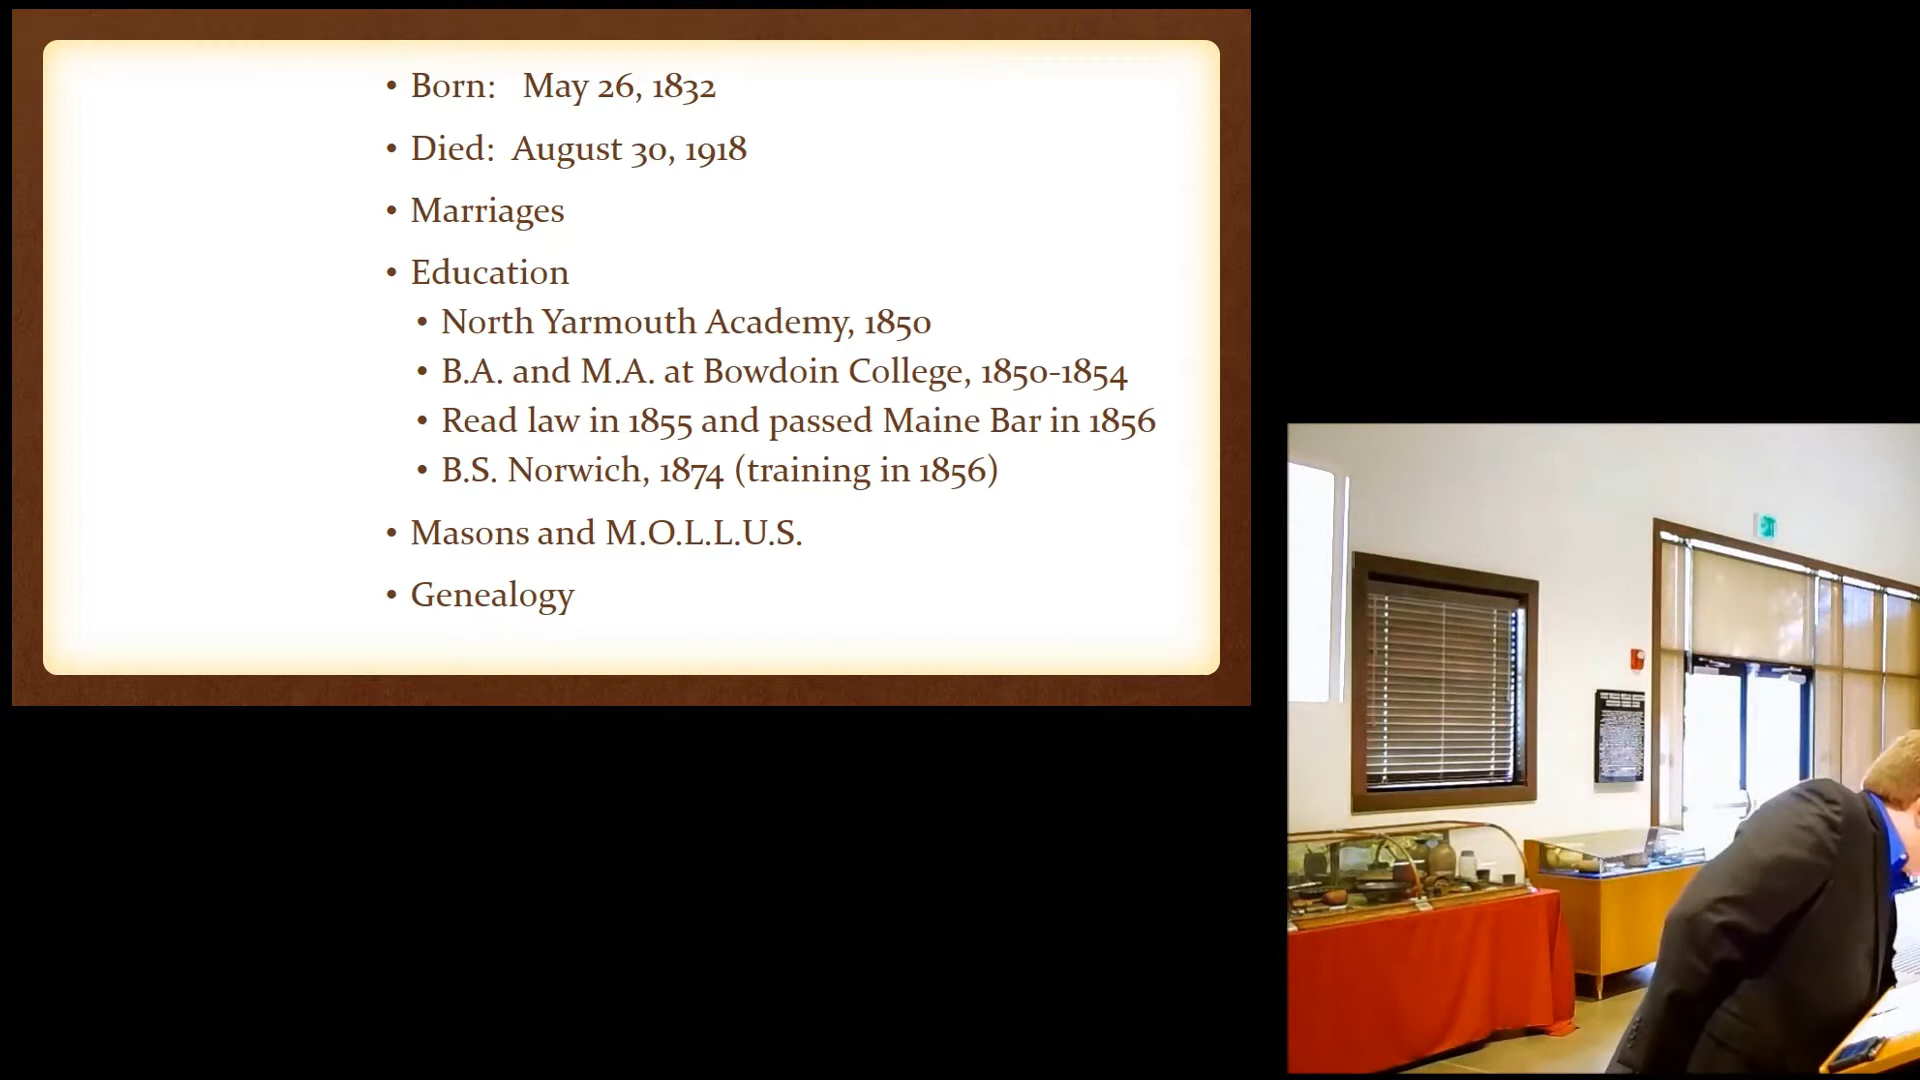 • Born: May 26, 1832
• Died: August 30, 1918
• Marriages
• Education
• North Yarmouth Academy, 1850
• B.A. and M.A. at Bowdoin College, 1850-1854
• Read law in 1855 and passed Maine Bar in 1856
• B.S. Norwich, 1874 (training in 1856)
• Masons and M.O.L.L.U.S.
• Genealogy